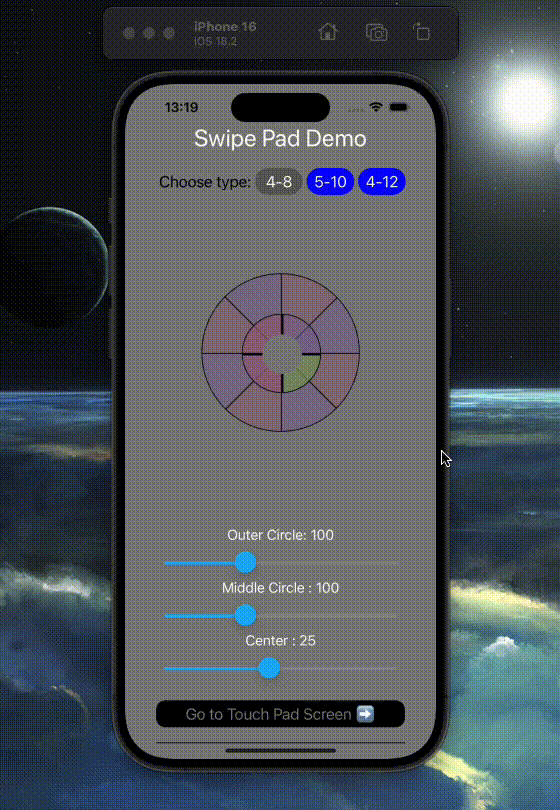 iPhone 16
iOS 18.2
13:19
Swipe Pad Demo
Choose type: 4-8 5-10 4-12
Outer Circle: 100
Middle Circle : 100
Center : 25
Go to Touch Pad Screen ➡️